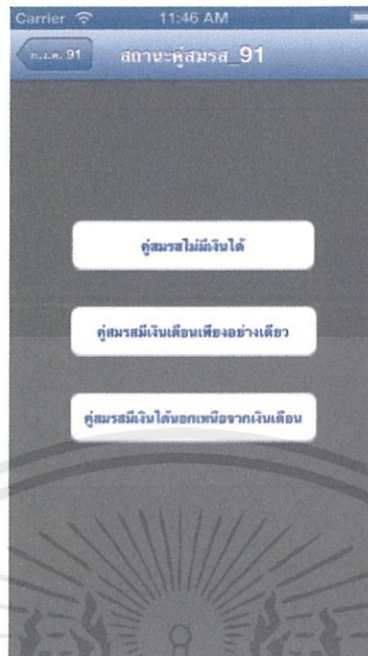 Carrier 11:46 AM
ภ.ง.ด. 91 สถานะคู่สมรส_91
คู่สมรสไม่มีเงินได้
คู่สมรสมีเงินเดือนเพียงอย่างเดียว
คู่สมรสมีเงินได้นอกเหนือจากเงินเดือน